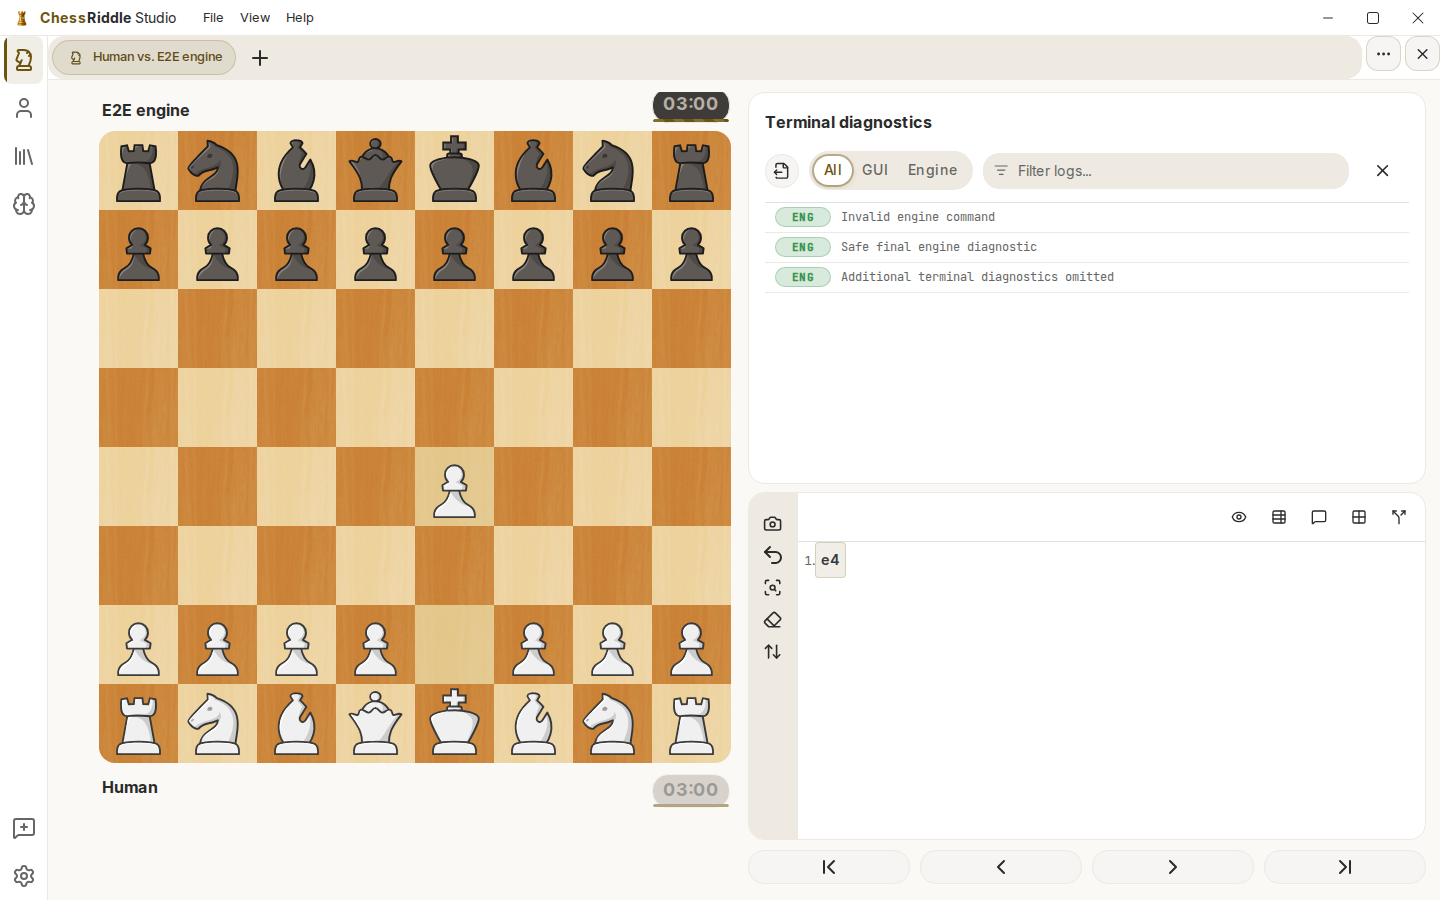 ChessRiddle Studio File View Help
Human vs. E2E engine
E2E engine
03:00
Human
03:00
Terminal diagnostics
All GUI Engine Filter logs...
ENG Invalid engine command
ENG Safe final engine diagnostic
ENG Additional terminal diagnostics omitted
1. e4